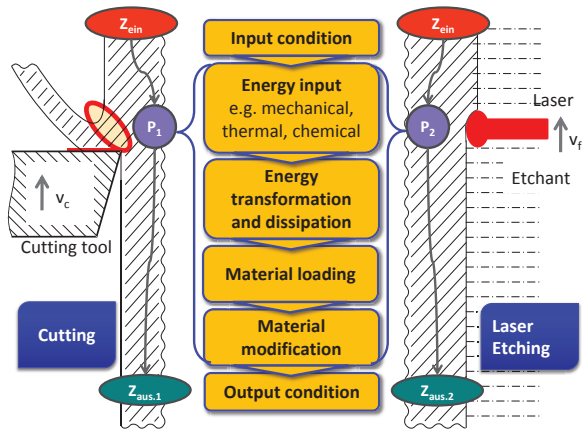 Z_ein
P₁
v_c
Cutting tool
Cutting
Z_aus.1
Input condition
Energy input
e.g. mechanical,
thermal, chemical
Energy
transformation
and dissipation
Material loading
Material
modification
Output condition
Z_ein
P₂
Laser
v_f
Etchant
Laser
Etching
Z_aus.2